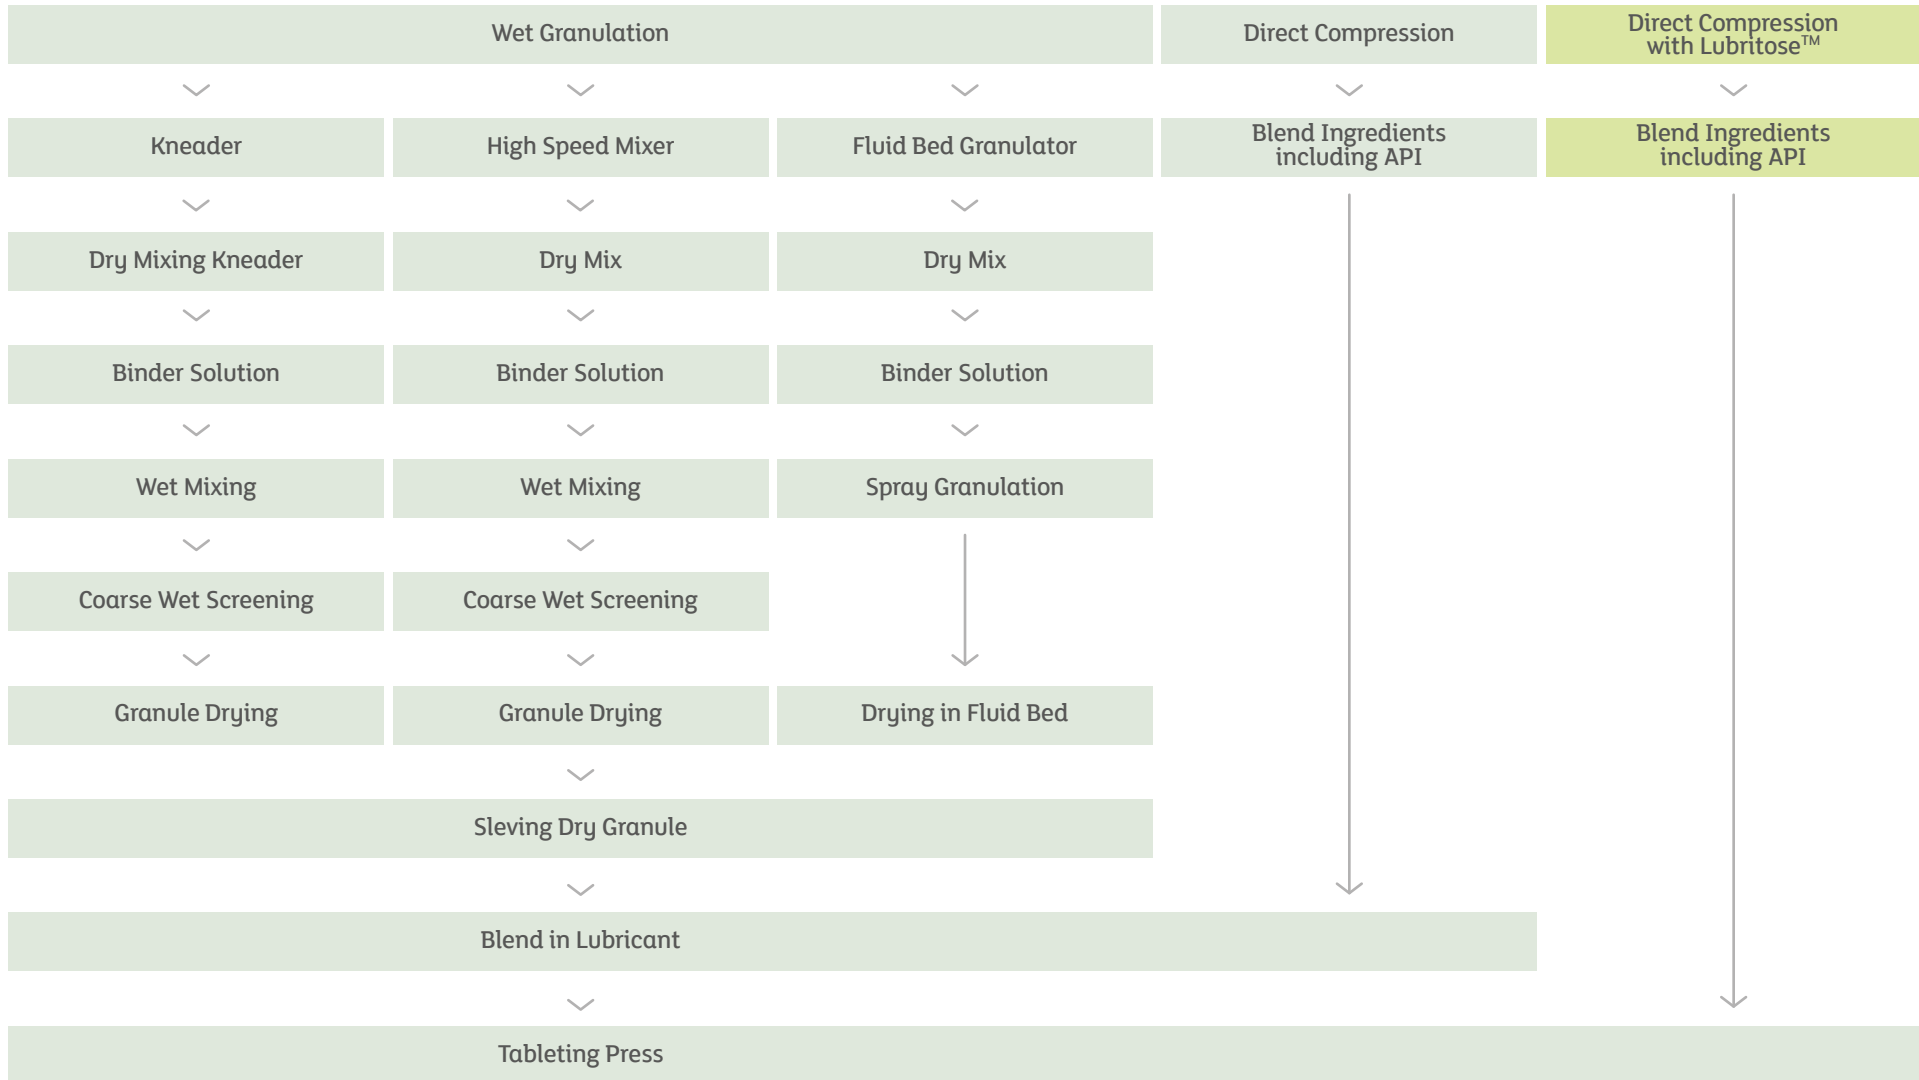 Wet Granulation
Direct Compression
Direct Compression
with Lubritose™
Kneader
High Speed Mixer
Fluid Bed Granulator
Blend Ingredients
including API
Blend Ingredients
including API
Dry Mixing Kneader
Dry Mix
Dry Mix
Binder Solution
Binder Solution
Binder Solution
Wet Mixing
Wet Mixing
Spray Granulation
Coarse Wet Screening
Coarse Wet Screening
Granule Drying
Granule Drying
Drying in Fluid Bed
Sleving Dry Granule
Blend in Lubricant
Tableting Press